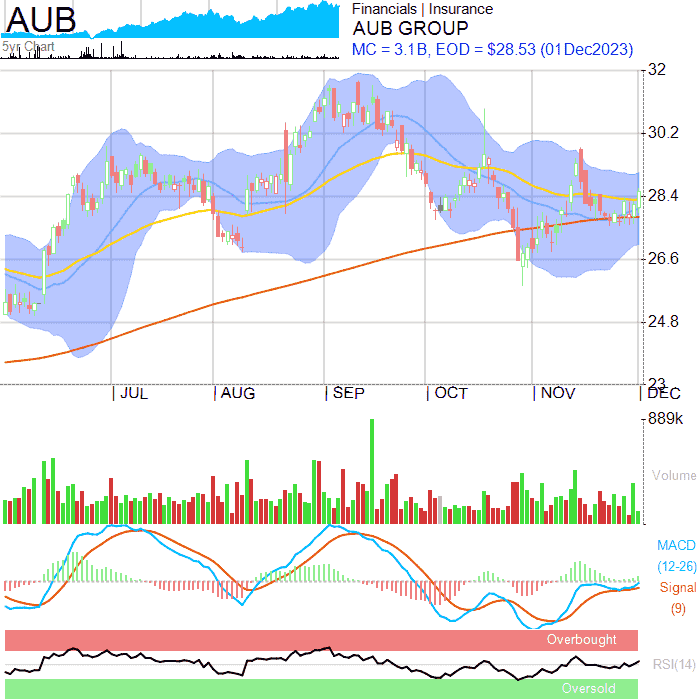 AUB
5yr Chart
Financials | Insurance
AUB GROUP
MC = 3.1B, EOD = $28.53 (01Dec2023)
32
30.2
28.4
26.6
24.8
23
JUL AUG SEP OCT NOV DEC
889k
Volume
MACD
(12-26)
Signal
(9)
Overbought
RSI(14)
Oversold